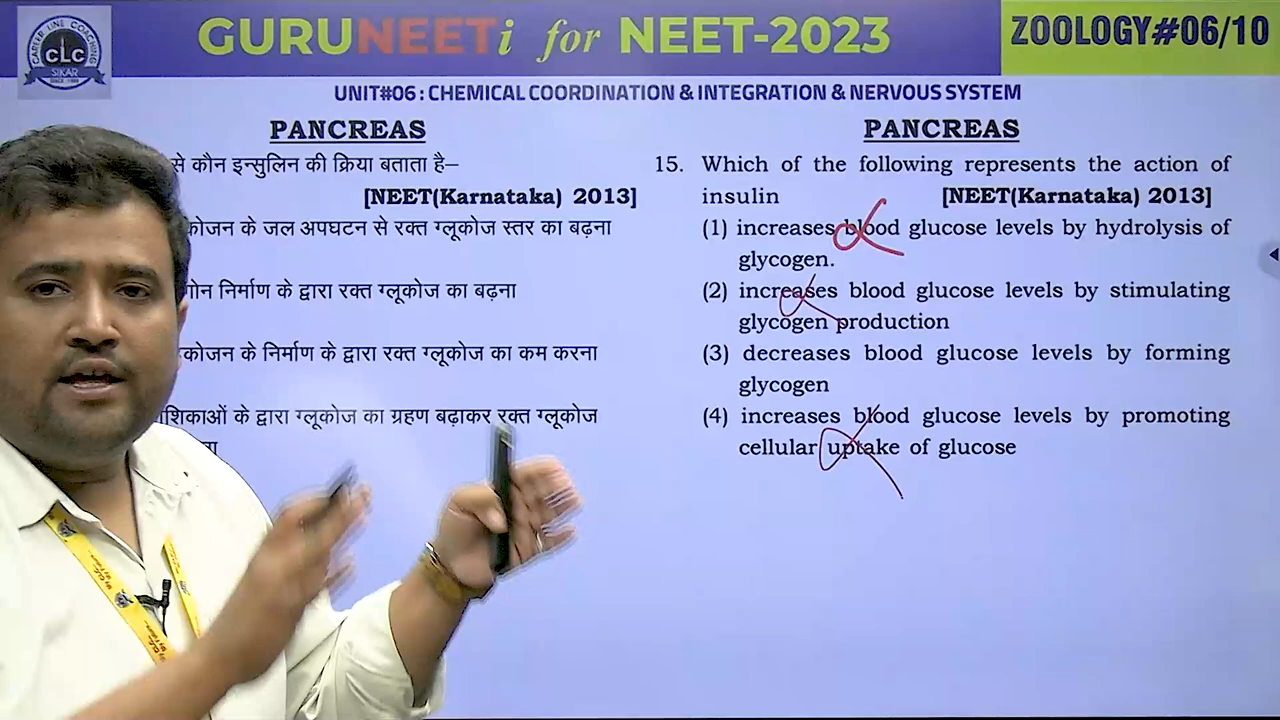 GURUNEETi for NEET-2023
ZOOLOGY#06/10
CAREER LINE COACHING
CLC
SIKAR
UNIT#06 : CHEMICAL COORDINATION & INTEGRATION & NERVOUS SYSTEM
PANCREAS
से कौन इन्सुलिन की क्रिया बताता है–
[NEET(Karnataka) 2013]
कोजन के जल अपघटन से रक्त ग्लूकोज स्तर का बढ़ना
निर्माण के द्वारा रक्त ग्लूकोज का बढ़ना
कोजन के निर्माण के द्वारा रक्त ग्लूकोज का कम करना
शिकाओं के द्वारा ग्लूकोज का ग्रहण बढ़ाकर रक्त ग्लूकोज
PANCREAS
15. Which of the following represents the action of
insulin [NEET(Karnataka) 2013]
(1) increases blood glucose levels by hydrolysis of
glycogen.
(2) increases blood glucose levels by stimulating
glycogen production
(3) decreases blood glucose levels by forming
glycogen
(4) increases blood glucose levels by promoting
cellular uptake of glucose